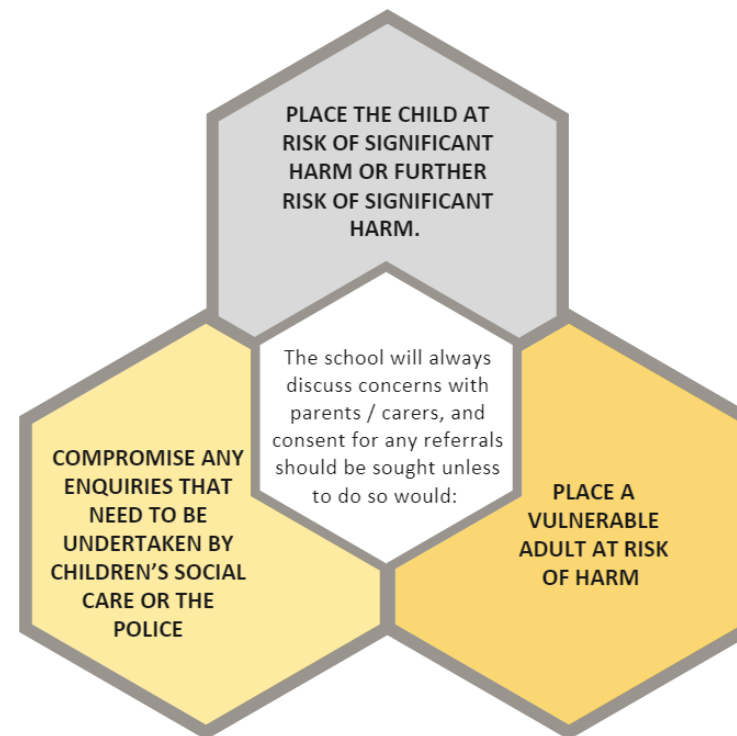 PLACE THE CHILD AT
RISK OF SIGNIFICANT
HARM OR FURTHER
RISK OF SIGNIFICANT
HARM.
The school will always
discuss concerns with
parents / carers, and
consent for any referrals
should be sought unless
to do so would:
COMPROMISE ANY
ENQUIRIES THAT
NEED TO BE
UNDERTAKEN BY
CHILDREN’S SOCIAL
CARE OR THE
POLICE
PLACE A
VULNERABLE
ADULT AT RISK
OF HARM